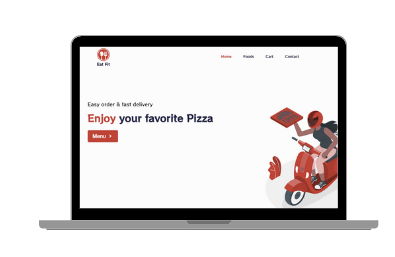 Eat Fit
Home Foods Cart Contact
Easy order & fast delivery
Enjoy your favorite Pizza
Menu